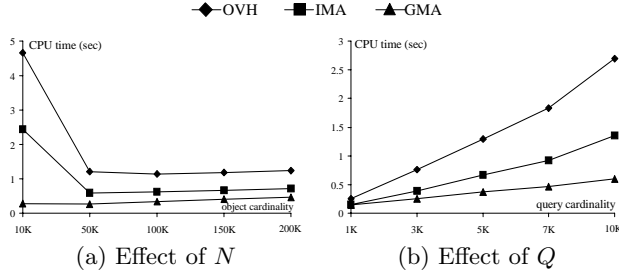 OVH IMA GMA
CPU time (sec)
5
4
3
2
1
0
object cardinality
10K 50K 100K 150K 200K
(a) Effect of N
CPU time (sec)
3
2.5
2
1.5
1
0.5
0
query cardinality
1K 3K 5K 7K 10K
(b) Effect of Q